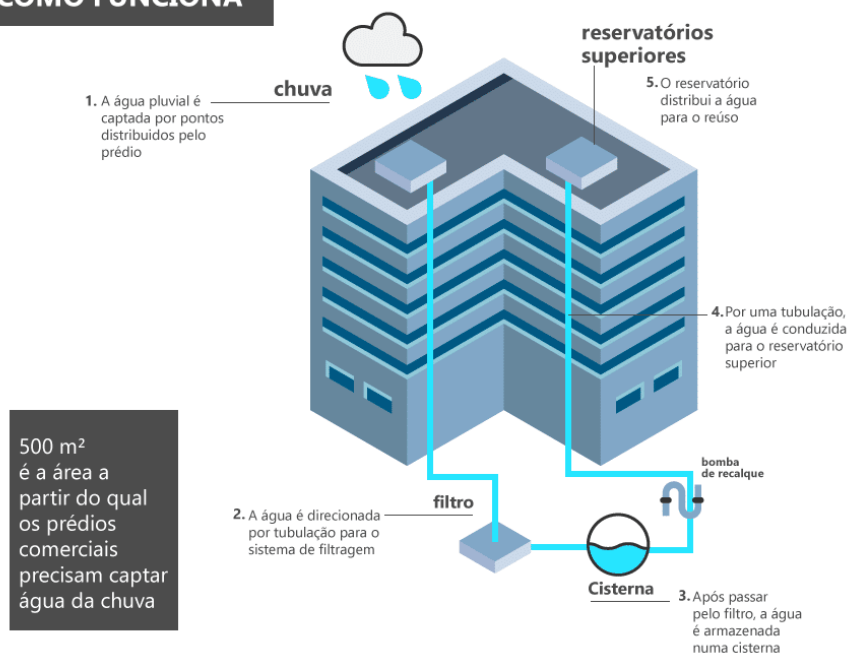 COMO FUNCIONA
chuva
1. A água pluvial é
captada por pontos
distribuidos pelo
prédio
reservatórios
superiores
5. O reservatório
distribui a água
para o reúso
4. Por uma tubulação,
a água é conduzida
para o reservatório
superior
500 m²
é a área a
partir do qual
os prédios
comerciais
precisam captar
água da chuva
bomba
de recalque
filtro
2. A água é direcionada
por tubulação para o
sistema de filtragem
Cisterna
3. Após passar
pelo filtro, a água
é armazenada
numa cisterna